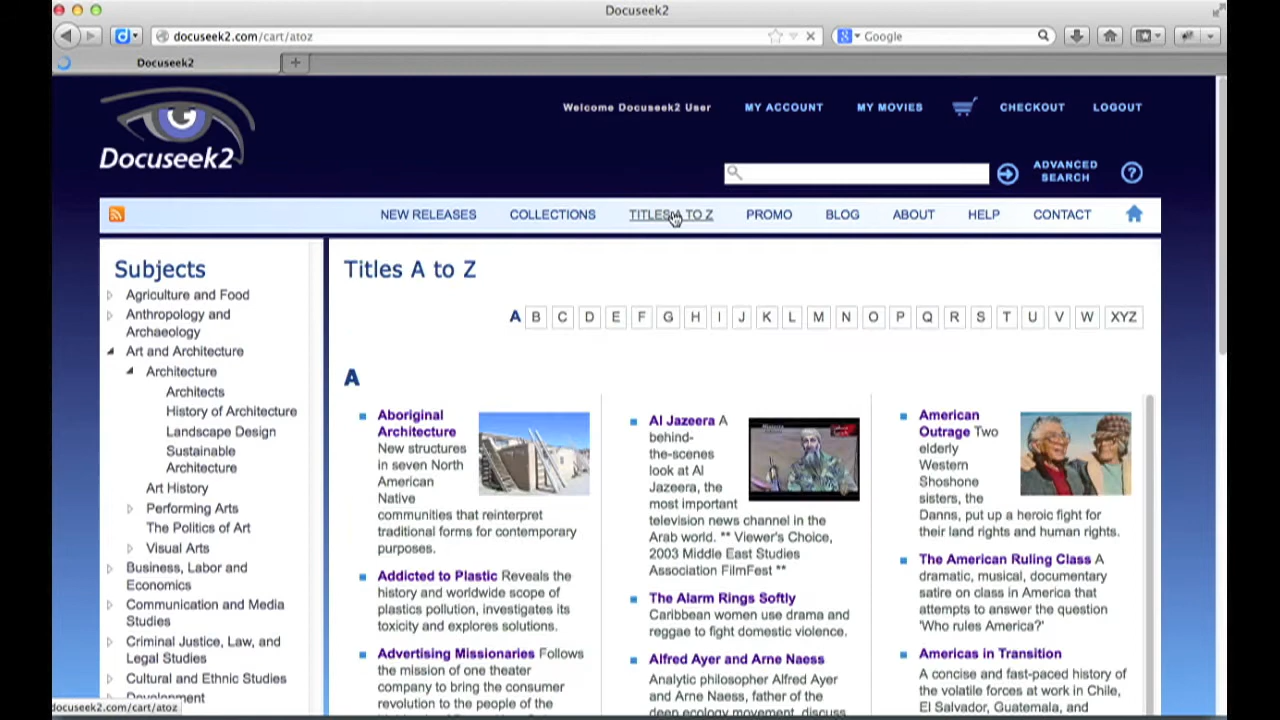 Docuseek2
docuseek2.com/cart/atoz
Google
Docuseek2
Welcome Docuseek2 User
MY ACCOUNT
MY MOVIES
CHECKOUT
LOGOUT
Docuseek2
ADVANCED
SEARCH
?
NEW RELEASES
COLLECTIONS
TITLES A TO Z
PROMO
BLOG
ABOUT
HELP
CONTACT
Subjects
Agriculture and Food
Anthropology and
Archaeology
Art and Architecture
Architecture
Architects
History of Architecture
Landscape Design
Sustainable
Architecture
Art History
Performing Arts
The Politics of Art
Visual Arts
Business, Labor and
Economics
Communication and Media
Studies
Criminal Justice, Law, and
Legal Studies
Cultural and Ethnic Studies
Development
docuseek2.com/cart/atoz
Titles A to Z
A B C D E F G H I J K L M N O P Q R S T U V W XYZ
A
Aboriginal
Architecture
New structures
in seven North
American
Native
communities that reinterpret
traditional forms for contemporary
purposes.
Addicted to Plastic Reveals the
history and worldwide scope of
plastics pollution, investigates its
toxicity and explores solutions.
Advertising Missionaries Follows
the mission of one theater
company to bring the consumer
revolution to the people of the
Al Jazeera A
behind-
the-scenes
look at Al
Jazeera, the
most important
television news channel in the
Arab world. ** Viewer's Choice,
2003 Middle East Studies
Association FilmFest **
The Alarm Rings Softly
Caribbean women use drama and
reggae to fight domestic violence.
Alfred Ayer and Arne Naess
Analytic philosopher Alfred Ayer
and Arne Naess, father of the
deep ecology movement, discuss
American
Outrage Two
elderly
Western
Shoshone
sisters, the
Danns, put up a heroic fight for
their land rights and human rights.
The American Ruling Class A
dramatic, musical, documentary
satire on class in America that
attempts to answer the question
'Who rules America?'
Americas in Transition
A concise and fast-paced history of
the volatile forces at work in Chile,
El Salvador, Guatemala, and